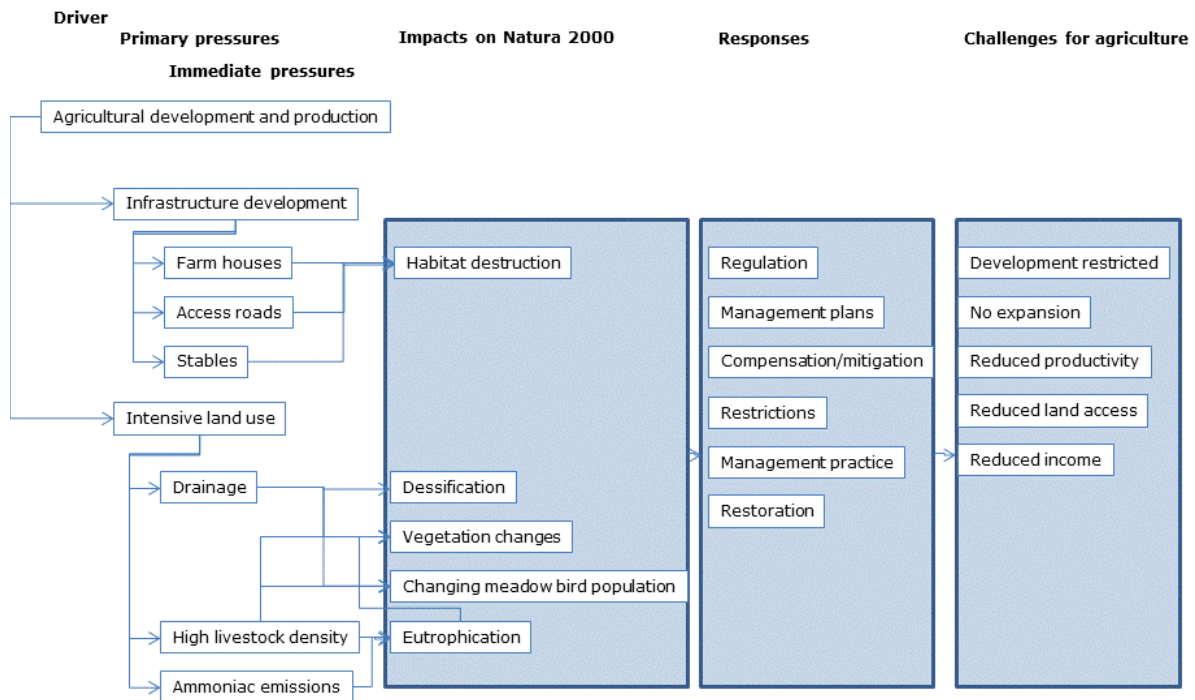 Driver
Primary pressures
Immediate pressures
Impacts on Natura 2000
Responses
Challenges for agriculture
Agricultural development and production
Infrastructure development
Farm houses
Access roads
Stables
Intensive land use
Drainage
High livestock density
Ammoniac emissions
Habitat destruction
Dessification
Vegetation changes
Changing meadow bird population
Eutrophication
Regulation
Management plans
Compensation/mitigation
Restrictions
Management practice
Restoration
Development restricted
No expansion
Reduced productivity
Reduced land access
Reduced income